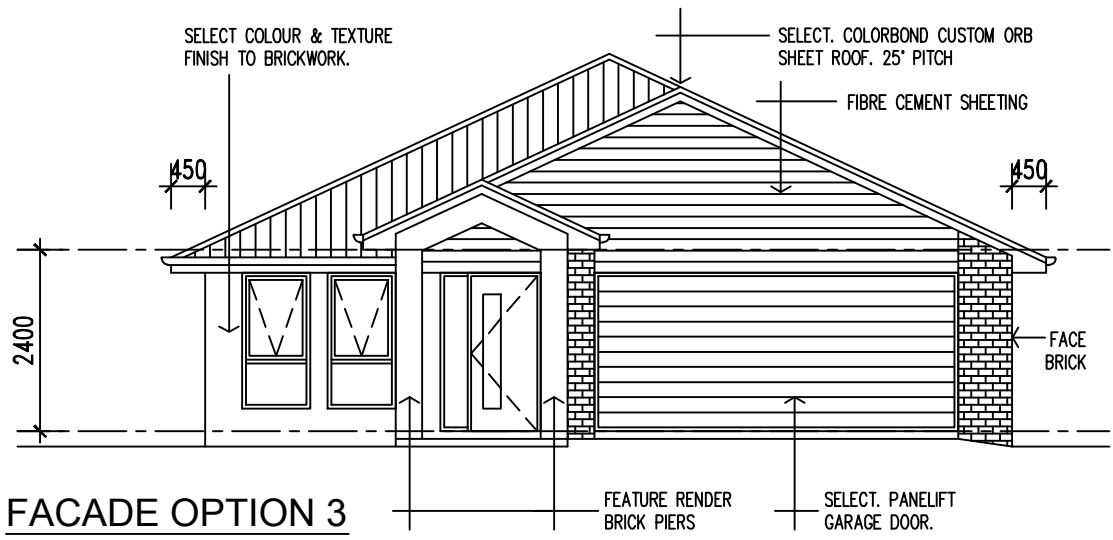 SELECT COLOUR & TEXTURE
FINISH TO BRICKWORK.
SELECT. COLORBOND CUSTOM ORB
SHEET ROOF. 25° PITCH
FIBRE CEMENT SHEETING
450
450
2400
FACE
BRICK
FEATURE RENDER
BRICK PIERS
SELECT. PANELIFT
GARAGE DOOR.
FACADE OPTION 3